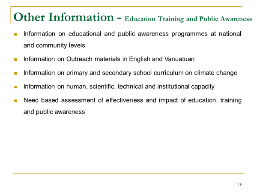 Other Information - Education Training and Public Awareness
Information on educational and public awareness programmes at national
and community levels
Information on Outreach materials in English and Vanuatuan
Information on primary and secondary school curriculum on climate change
Information on human, scientific, technical and institutional capacity
Need based assessment of effectiveness and impact of education, training
and public awareness